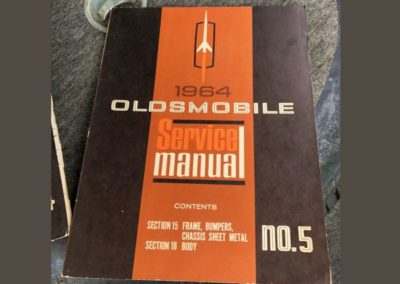 1964
OLDSMOBILE
Service
manual
CONTENTS
SECTION 15 FRAME, BUMPERS,
CHASSIS SHEET METAL
SECTION 16 BODY
no.5